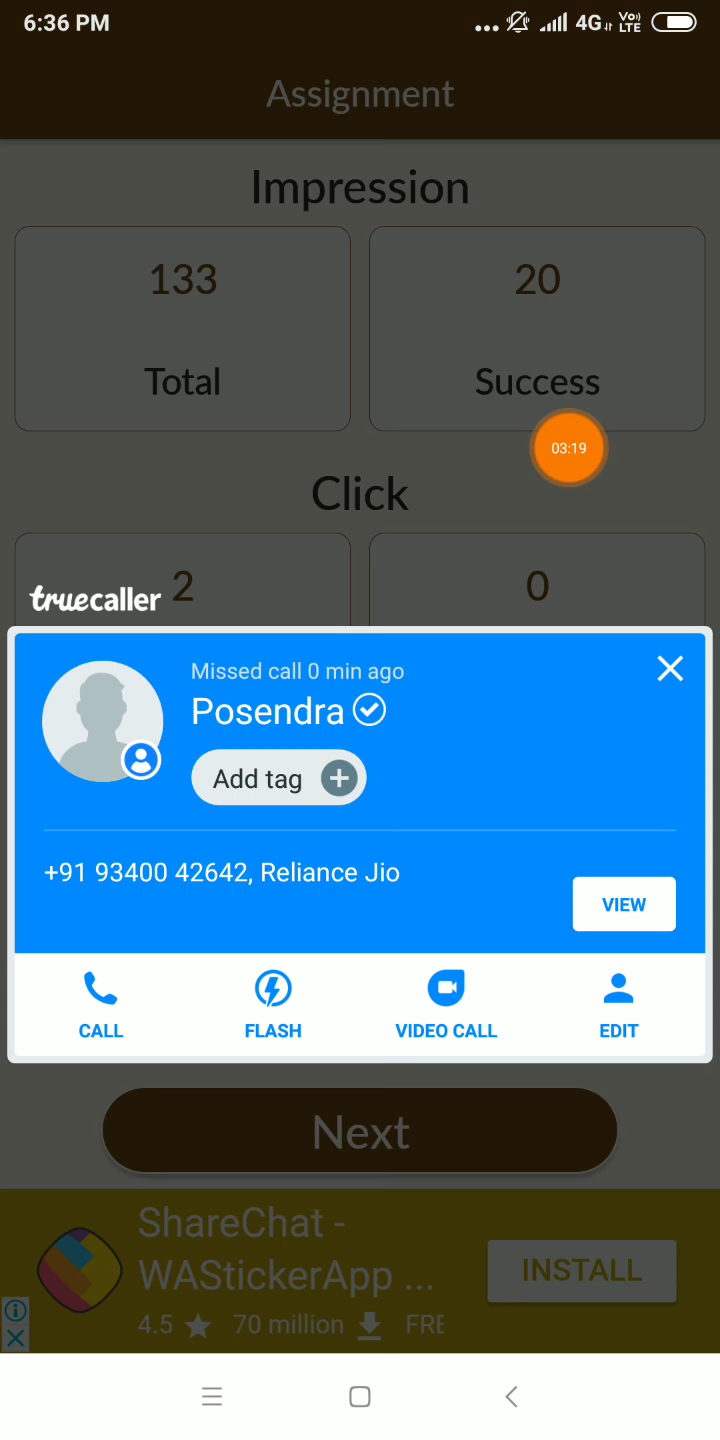 6:36 PM
4G Vo) LTE
Assignment
Impression
133
20
Total
Success
03:19
Click
2
0
truecaller
Missed call 0 min ago
Posendra
Add tag
+91 93400 42642, Reliance Jio
VIEW
CALL
FLASH
VIDEO CALL
EDIT
Next
ShareChat -
WAStickerApp ...
INSTALL
4.5 ★ 70 million FRE